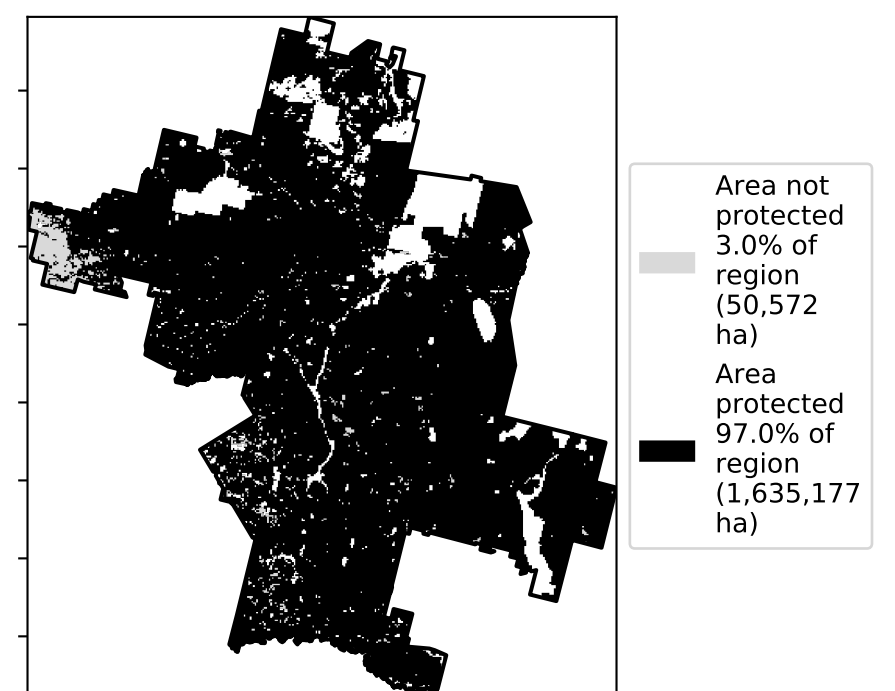 Area not
protected
3.0% of
region
(50,572
ha)
Area
protected
97.0% of
region
(1,635,177
ha)